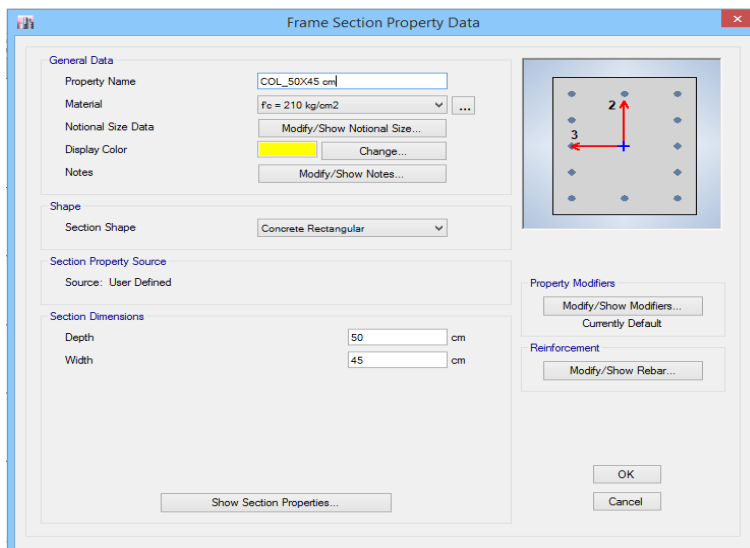 Frame Section Property Data
General Data
Property Name COL_50X45 cm
Material f'c = 210 kg/cm2 ...
Notional Size Data Modify/Show Notional Size...
Display Color Change...
Notes Modify/Show Notes...
Shape
Section Shape Concrete Rectangular
Section Property Source
Source: User Defined
Section Dimensions
Depth 50 cm
Width 45 cm
Show Section Properties...
2
3
Property Modifiers
Modify/Show Modifiers...
Currently Default
Reinforcement
Modify/Show Rebar...
OK
Cancel